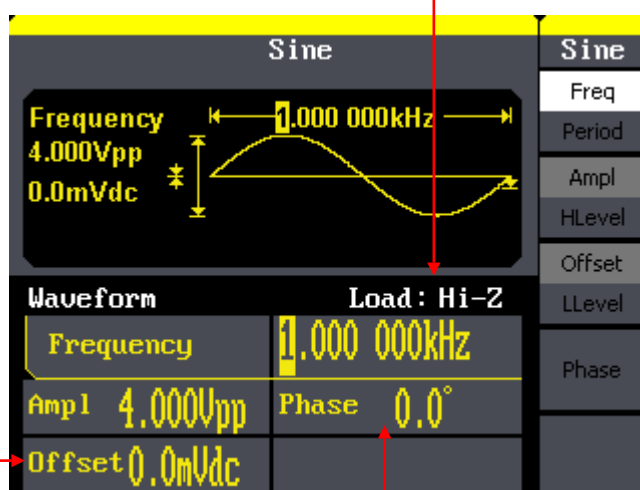 Sine
Frequency
1.000 000kHz
4.000Vpp
0.0mVdc
Waveform
Load: Hi-Z
Frequency
1.000 000kHz
Ampl 4.000Vpp
Phase 0.0°
Offset 0.0mVdc
Sine
Freq
Period
Ampl
HLevel
Offset
LLevel
Phase